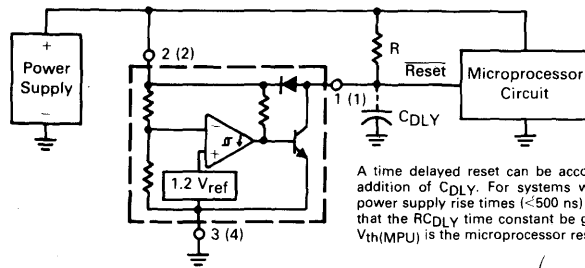 +
Power
Supply
2 (2)
R
Reset
1 (1)
CDLY
Microprocessor
Circuit
−
+
1.2 Vref
3 (4)
A time delayed reset can be acco
addition of CDLY. For systems w
power supply rise times (<500 ns)
that the RCDLY time constant be g
Vth(MPU) is the microprocessor res